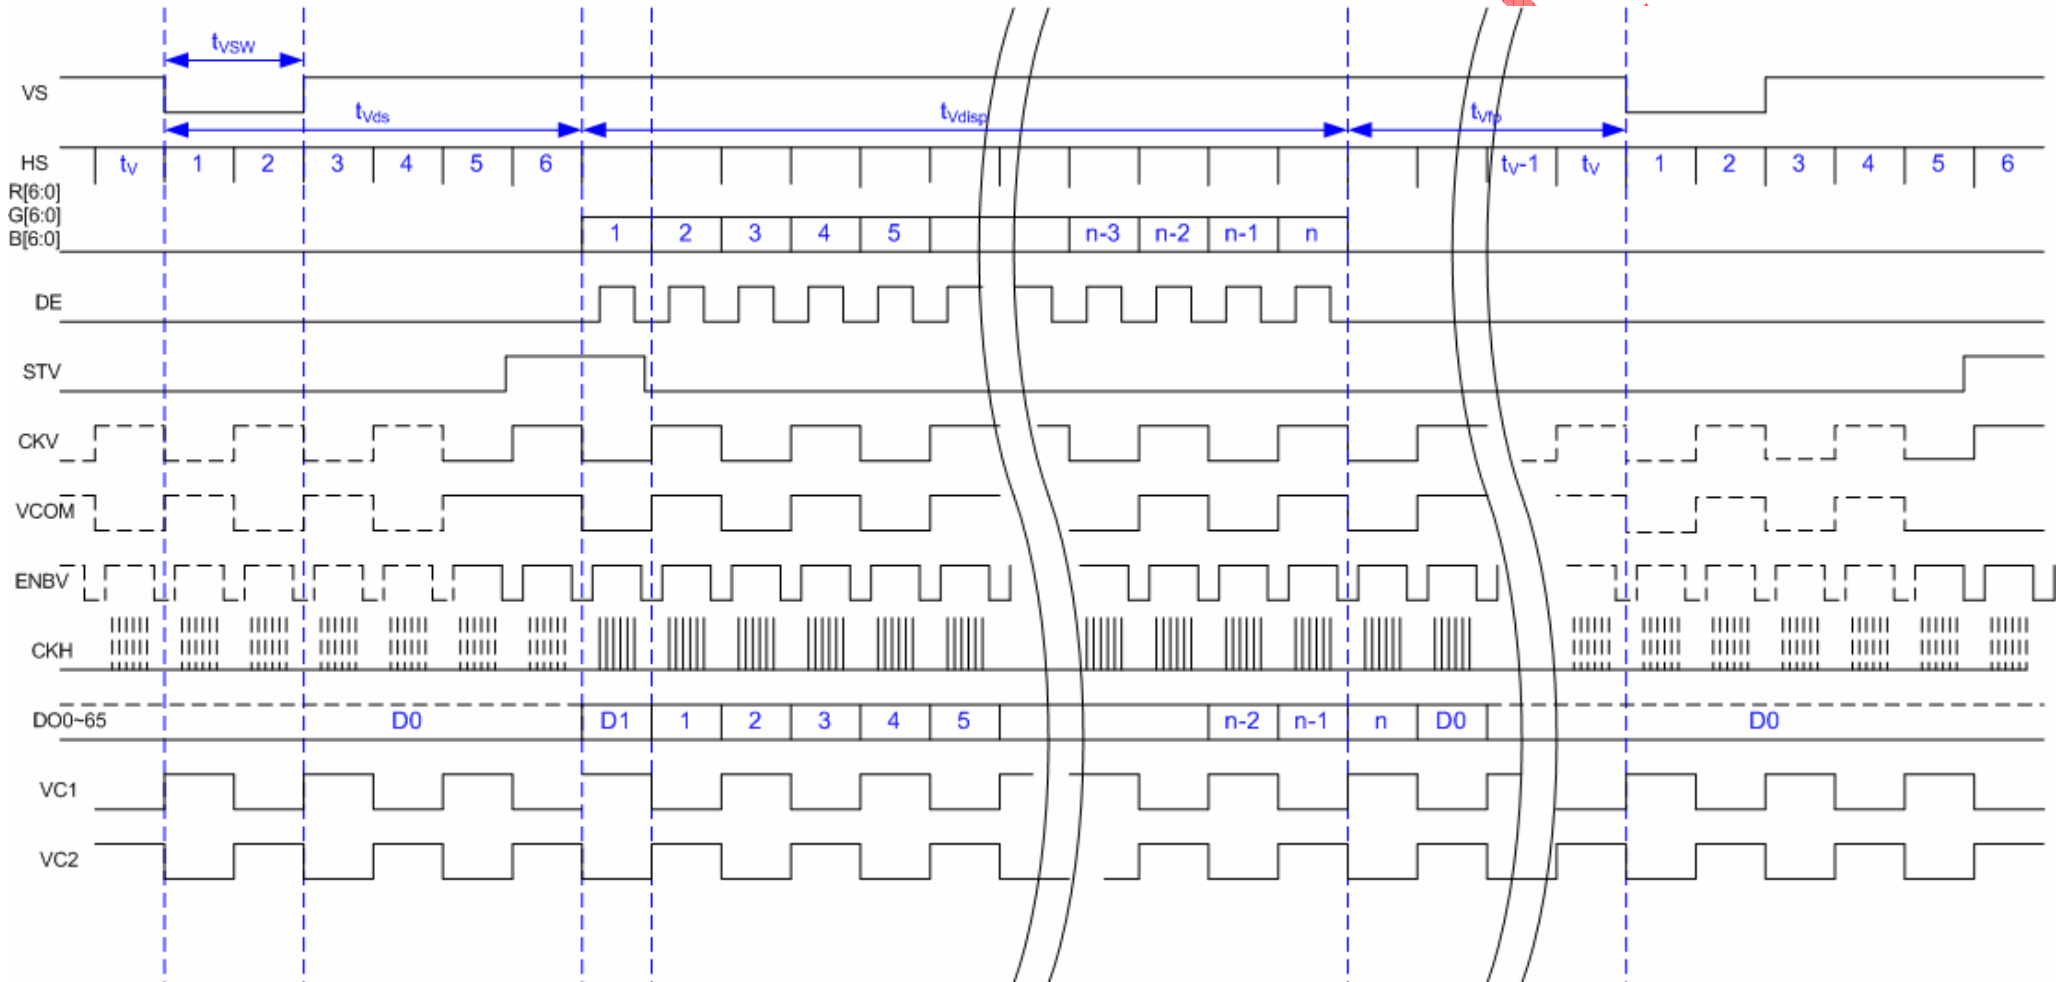 tVSW
VS
tVds tVdisp tVfp
HS tV 1 2 3 4 5 6 tV-1 tV 1 2 3 4 5 6
R[6:0]
G[6:0]
B[6:0] 1 2 3 4 5 n-3 n-2 n-1 n
DE
STV
CKV
VCOM
ENBV
CKH
DO0~65 D0 D1 1 2 3 4 5 n-2 n-1 n D0 D0
VC1
VC2